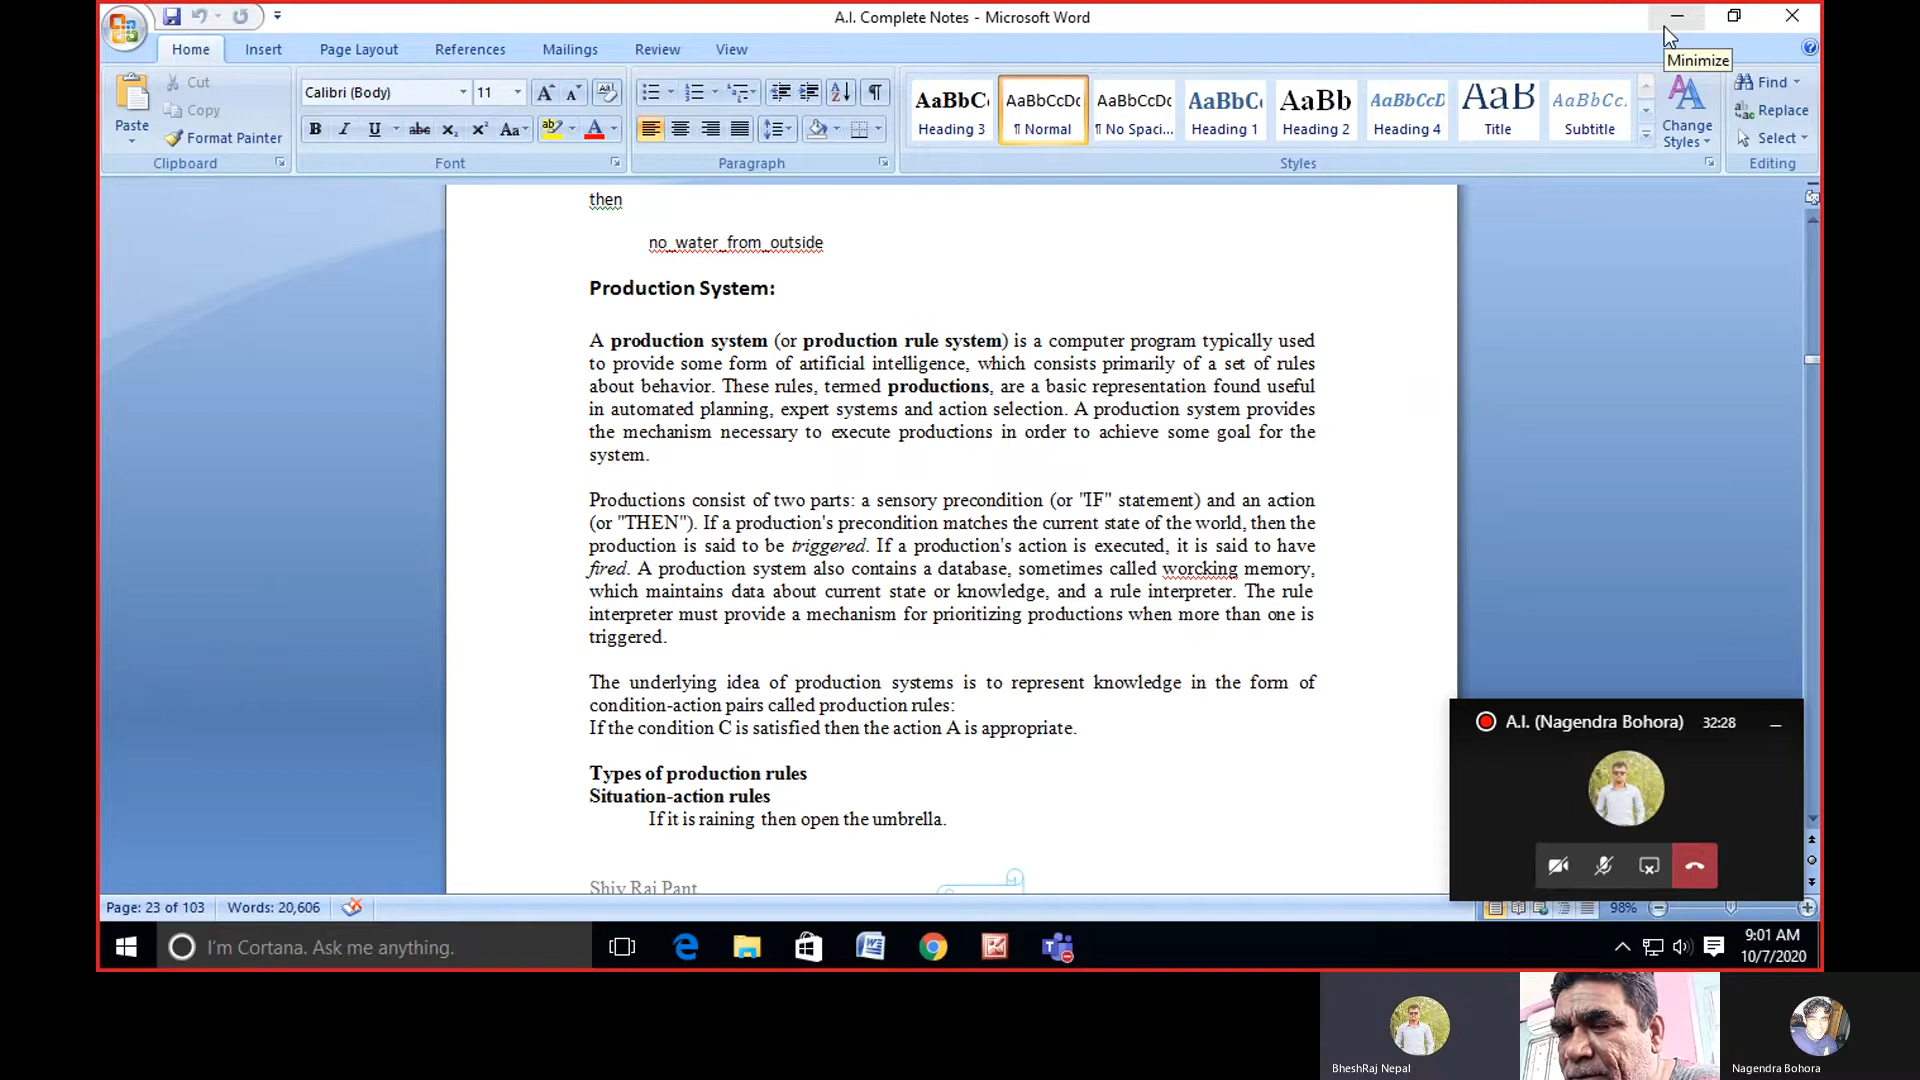 A.I. Complete Notes - Microsoft Word
Minimize
Home Insert Page Layout References Mailings Review View
Paste
Cut
Copy
Format Painter
Clipboard
Calibri (Body) 11
Font
Paragraph
AaBbC AaBbCcDc AaBbCcDc AaBbC AaBb AaBbCcD AaB AaBbCc.
Heading 3 ¶ Normal ¶ No Spaci... Heading 1 Heading 2 Heading 4 Title Subtitle
Change
Styles
Styles
Find
Replace
Select
Editing
then
no_water_from_outside
Production System:
A production system (or production rule system) is a computer program typically used
to provide some form of artificial intelligence, which consists primarily of a set of rules
about behavior. These rules, termed productions, are a basic representation found useful
in automated planning, expert systems and action selection. A production system provides
the mechanism necessary to execute productions in order to achieve some goal for the
system.
Productions consist of two parts: a sensory precondition (or "IF" statement) and an action
(or "THEN"). If a production's precondition matches the current state of the world, then the
production is said to be triggered. If a production's action is executed, it is said to have
fired. A production system also contains a database, sometimes called worcking memory,
which maintains data about current state or knowledge, and a rule interpreter. The rule
interpreter must provide a mechanism for prioritizing productions when more than one is
triggered.
The underlying idea of production systems is to represent knowledge in the form of
condition-action pairs called production rules:
If the condition C is satisfied then the action A is appropriate.
Types of production rules
Situation-action rules
If it is raining then open the umbrella.
Shiv Raj Pant
A.I. (Nagendra Bohora) 32:28
Page: 23 of 103 Words: 20,606 98%
I'm Cortana. Ask me anything.
9:01 AM
10/7/2020
BheshRaj Nepal
Nagendra Bohora